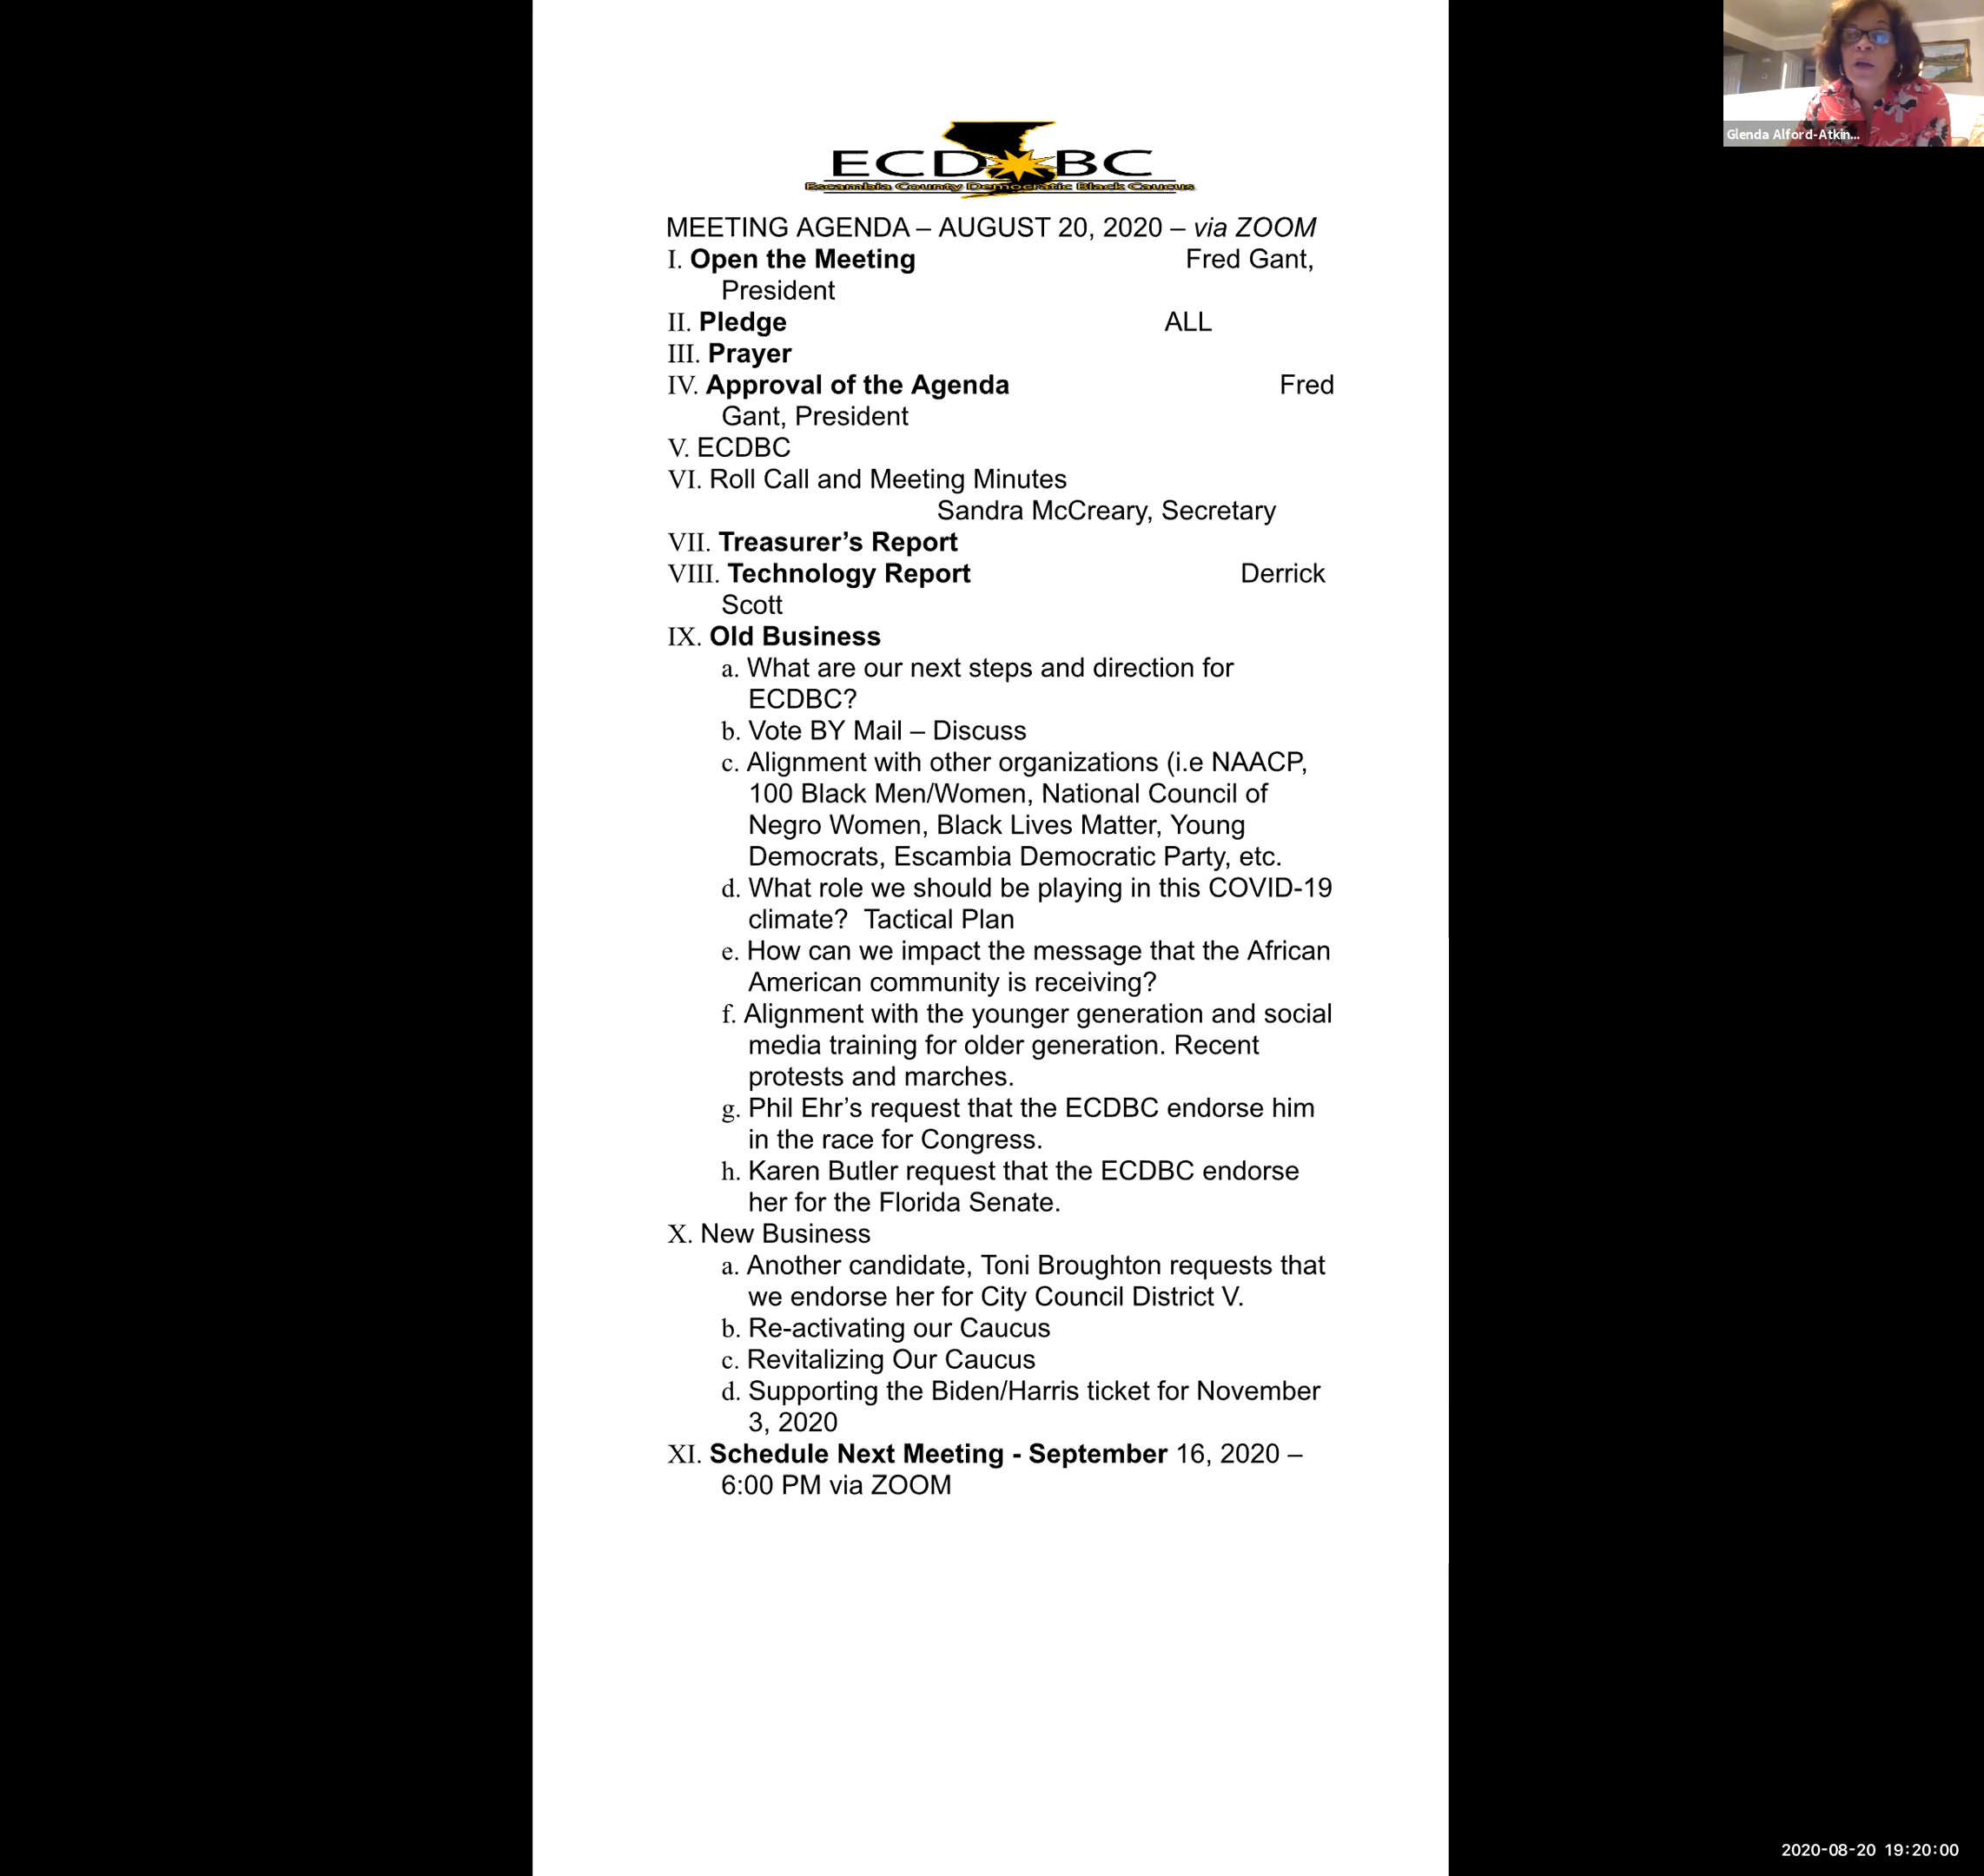 ECD BC
Escambia County Democratic Black Caucus
MEETING AGENDA – AUGUST 20, 2020 – via ZOOM
I. Open the Meeting Fred Gant,
President
II. Pledge ALL
III. Prayer
IV. Approval of the Agenda Fred
Gant, President
V. ECDBC
VI. Roll Call and Meeting Minutes
Sandra McCreary, Secretary
VII. Treasurer’s Report
VIII. Technology Report Derrick
Scott
IX. Old Business
a. What are our next steps and direction for
ECDBC?
b. Vote BY Mail – Discuss
c. Alignment with other organizations (i.e NAACP,
100 Black Men/Women, National Council of
Negro Women, Black Lives Matter, Young
Democrats, Escambia Democratic Party, etc.
d. What role we should be playing in this COVID-19
climate?  Tactical Plan
e. How can we impact the message that the African
American community is receiving?
f. Alignment with the younger generation and social
media training for older generation. Recent
protests and marches.
g. Phil Ehr’s request that the ECDBC endorse him
in the race for Congress.
h. Karen Butler request that the ECDBC endorse
her for the Florida Senate.
X. New Business
a. Another candidate, Toni Broughton requests that
we endorse her for City Council District V.
b. Re-activating our Caucus
c. Revitalizing Our Caucus
d. Supporting the Biden/Harris ticket for November
3, 2020
XI. Schedule Next Meeting - September 16, 2020 –
6:00 PM via ZOOM
Glenda Alford-Atkin...
2020-08-20 19:20:00